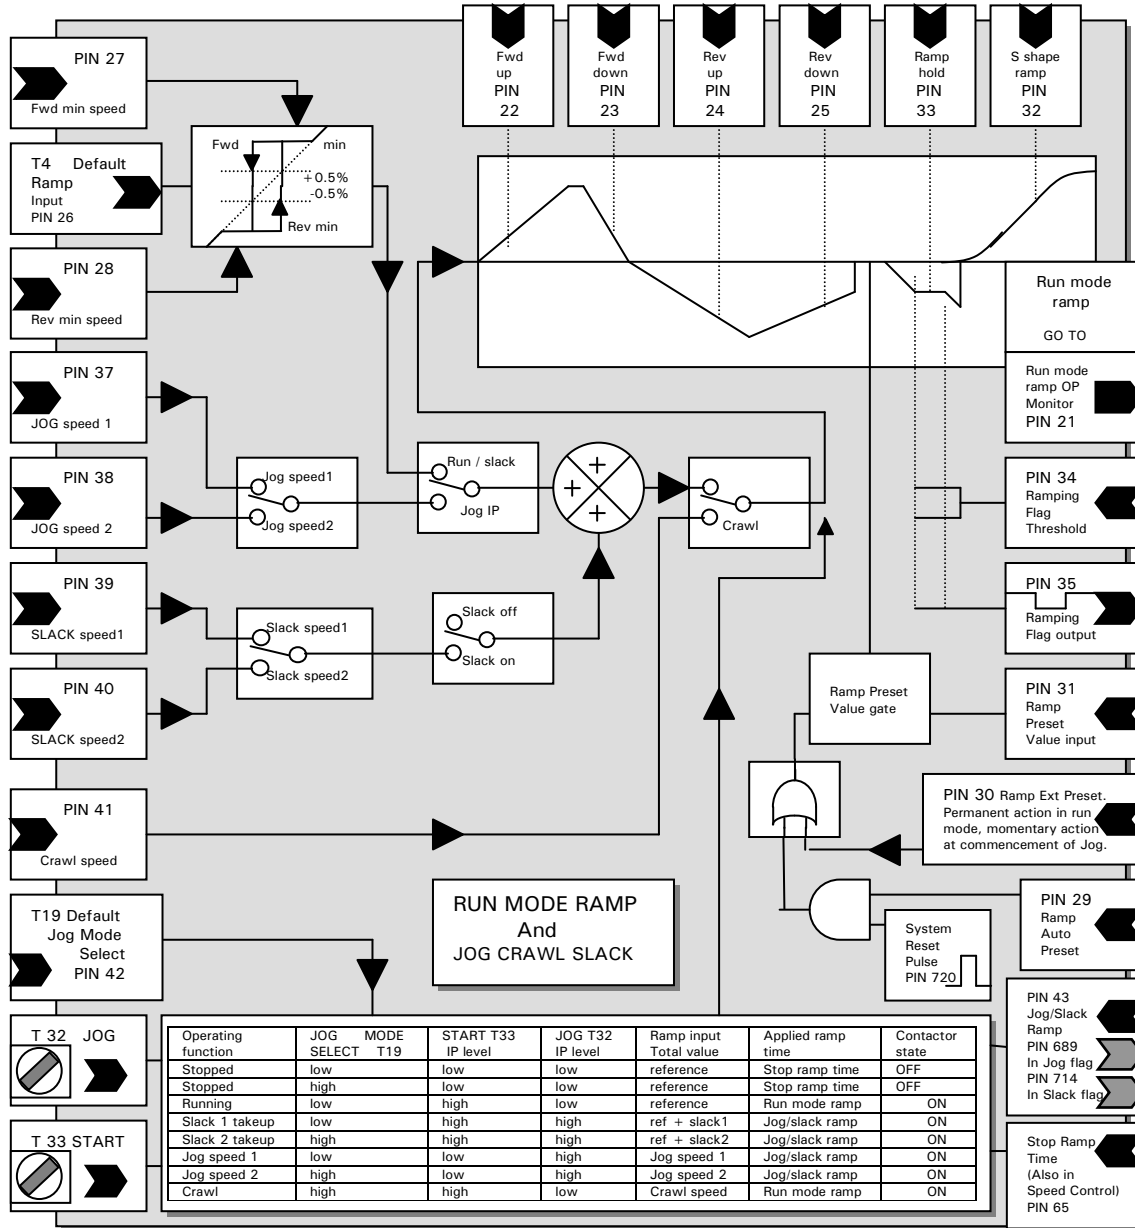 PIN 27
Fwd min speed
T4 Default
Ramp
Input
PIN 26
PIN 28
Rev min speed
PIN 37
JOG speed 1
PIN 38
JOG speed 2
PIN 39
SLACK speed1
PIN 40
SLACK speed2
PIN 41
Crawl speed
T19 Default
Jog Mode
Select
PIN 42
T 32 JOG
T 33 START
Fwd min
+0.5%
-0.5%
Rev min
Fwd
up
PIN
22
Fwd
down
PIN
23
Rev
up
PIN
24
Rev
down
PIN
25
Ramp
hold
PIN
33
S shape
ramp
PIN
32
Run mode
ramp
GO TO
Run mode
ramp OP
Monitor
PIN 21
PIN 34
Ramping
Flag
Threshold
PIN 35
Ramping
Flag output
PIN 31
Ramp
Preset
Value input
PIN 30 Ramp Ext Preset.
Permanent action in run
mode, momentary action
at commencement of Jog.
PIN 29
Ramp
Auto
Preset
System
Reset
Pulse
PIN 720
PIN 43
Jog/Slack
Ramp
PIN 689
In Jog flag
PIN 714
In Slack flag
Stop Ramp
Time
(Also in
Speed Control)
PIN 65
Jog speed1
Jog speed2
Run / slack
Jog IP
+
+
+
Crawl
Slack speed1
Slack speed2
Slack off
Slack on
Ramp Preset
Value gate
RUN MODE RAMP
And
JOG CRAWL SLACK
Operating function JOG MODE SELECT T19 START T33 IP level JOG T32 IP level Ramp input Total value Applied ramp time Contactor state
Stopped low low low reference Stop ramp time OFF
Stopped high low low reference Stop ramp time OFF
Running low high low reference Run mode ramp ON
Slack 1 takeup low high high ref + slack1 Jog/slack ramp ON
Slack 2 takeup high high high ref + slack2 Jog/slack ramp ON
Jog speed 1 low low high Jog speed 1 Jog/slack ramp ON
Jog speed 2 high low high Jog speed 2 Jog/slack ramp ON
Crawl high high low Crawl speed Run mode ramp ON